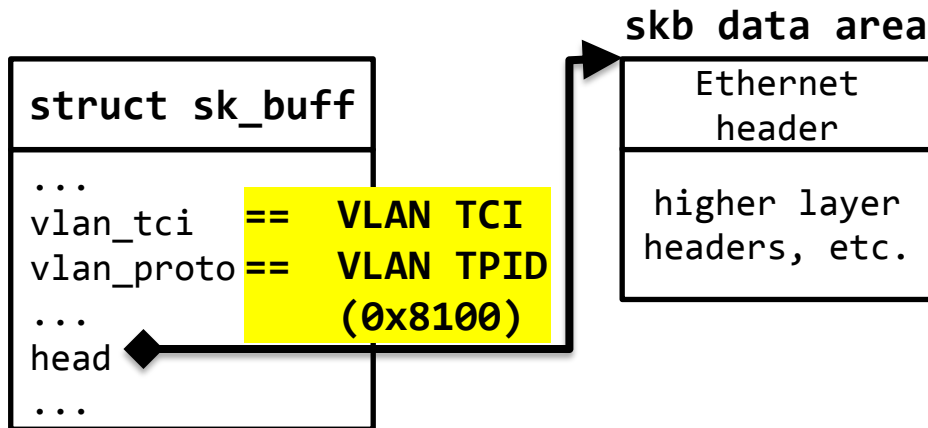 skb data area
struct sk_buff
Ethernet
header
...
vlan_tci == VLAN TCI
vlan_proto == VLAN TPID
(0x8100)
...
head
...
higher layer
headers, etc.